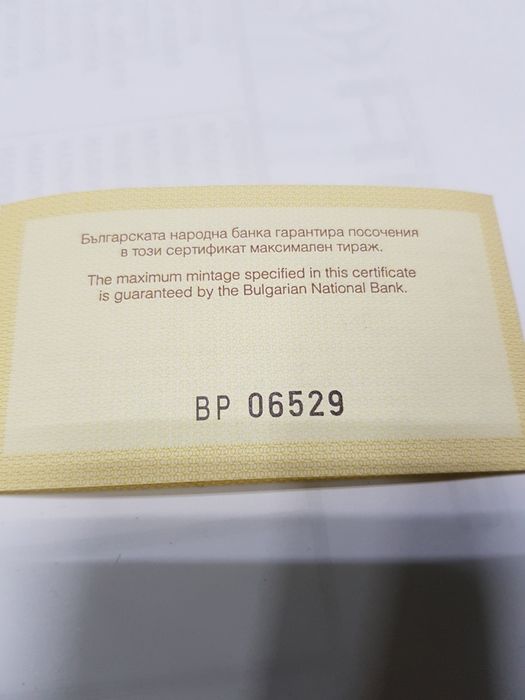 Българската народна банка гарантира посочения
в този сертификат максимален тираж.
The maximum mintage specified in this certificate
is guaranteed by the Bulgarian National Bank.
BP 06529